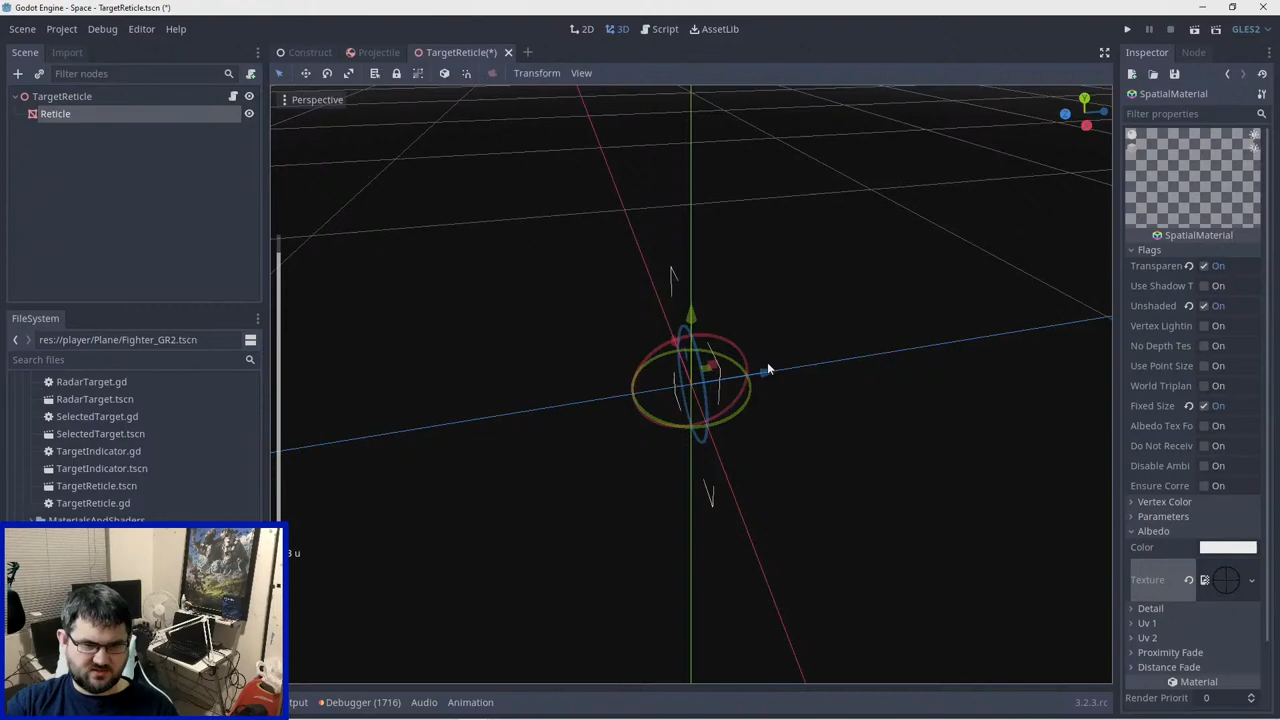 Godot Engine - Space - TargetReticle.tscn (*)
Scene Project Debug Editor Help
2D 3D Script AssetLib
GLES2
Scene Import
Filter nodes
TargetReticle
Reticle
Construct Projectile TargetReticle(*)
Transform View
Perspective
Y
Z
FileSystem
res://player/Plane/Fighter_GR2.tscn
Search files
RadarTarget.gd
RadarTarget.tscn
SelectedTarget.gd
SelectedTarget.tscn
TargetIndicator.gd
TargetIndicator.tscn
TargetReticle.tscn
TargetReticle.gd
MaterialsAndShaders
3 u
tput Debugger (1716) Audio Animation
3.2.3.rc
Inspector Node
SpatialMaterial
Filter properties
SpatialMaterial
Flags
Transparen On
Use Shadow T On
Unshaded On
Vertex Lightin On
No Depth Tes On
Use Point Size On
World Triplan On
Fixed Size On
Albedo Tex Fo On
Do Not Receiv On
Disable Ambi On
Ensure Corre On
Vertex Color
Parameters
Albedo
Color
Texture
Detail
Uv 1
Uv 2
Proximity Fade
Distance Fade
Material
Render Priorit 0